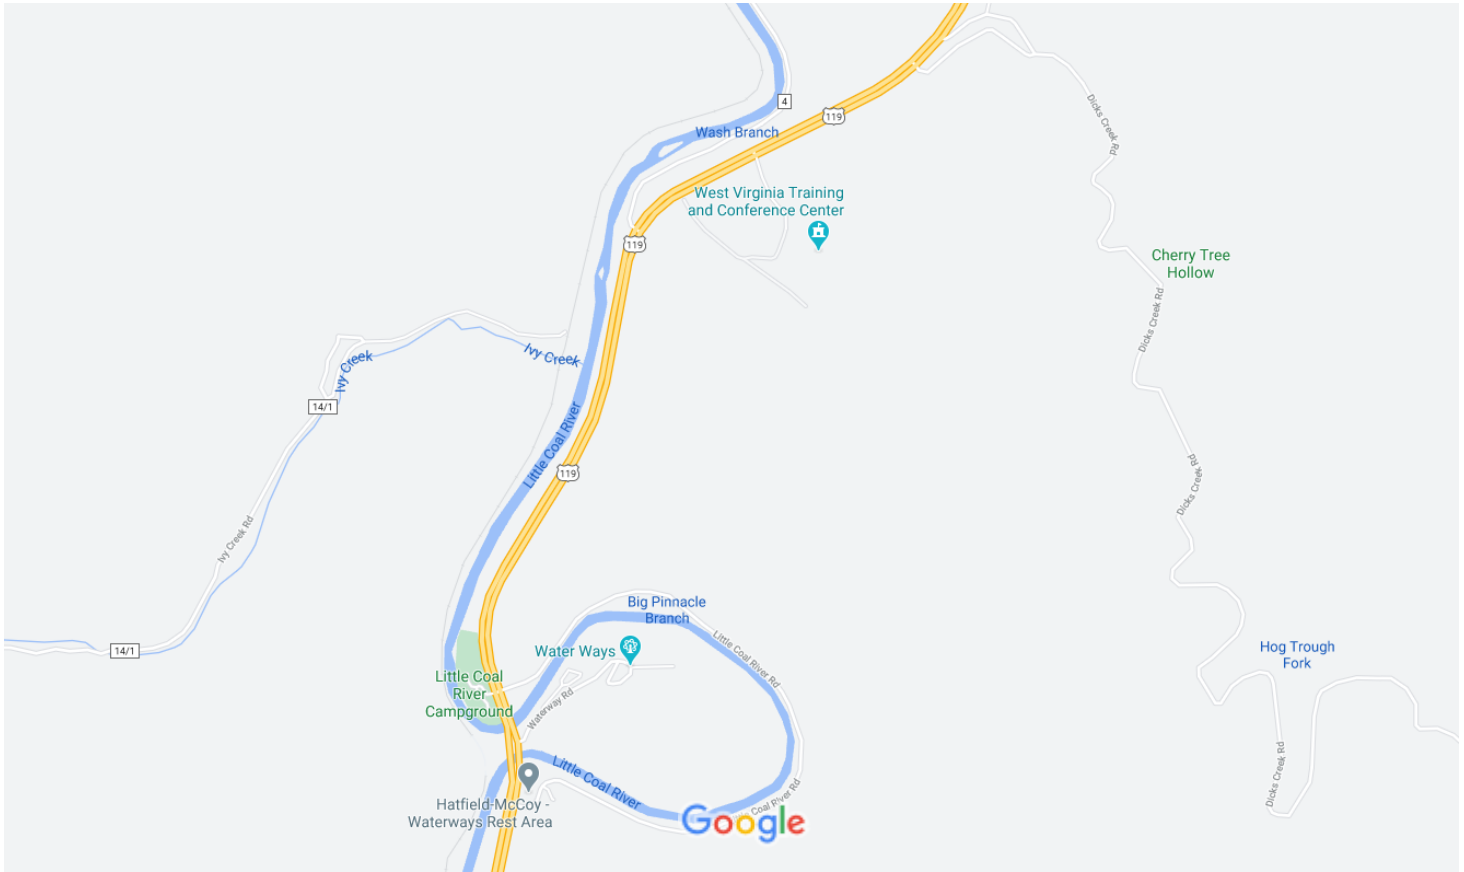 4
Wash Branch
119
Dicks Creek Rd
West Virginia Training
and Conference Center
119
Cherry Tree
Hollow
Dicks Creek Rd
Ivy Creek
Ivy Creek
14/1
Little Coal River
119
Dicks Creek Rd
Ivy Creek Rd
Big Pinnacle
Branch
Little Coal River Rd
14/1
Water Ways
Hog Trough
Fork
Little Coal
River
Campground
Waterway Rd
Little Coal River
Dicks Creek Rd
Hatfield-McCoy -
Waterways Rest Area
Coal River Rd
Google